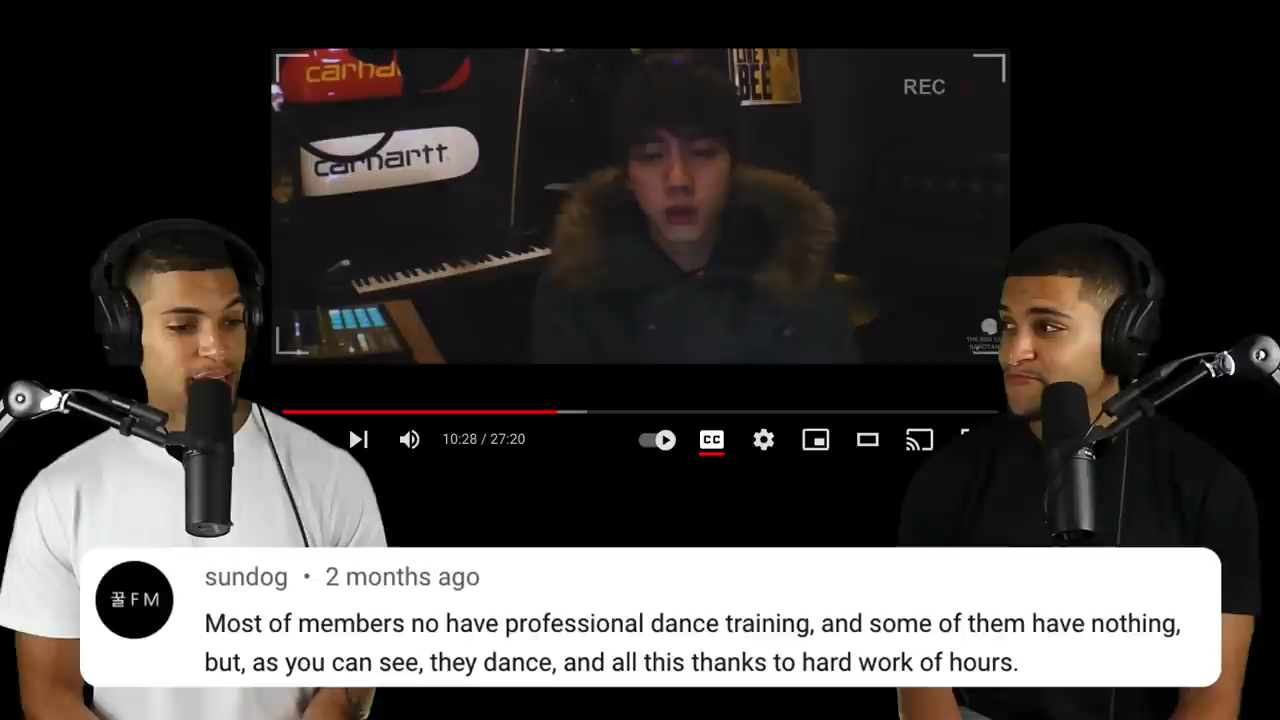 carha
BEE
REC
carhartt
10:28 / 27:20
CC
sundog • 2 months ago
꿀FM
Most of members no have professional dance training, and some of them have nothing,
but, as you can see, they dance, and all this thanks to hard work of hours.